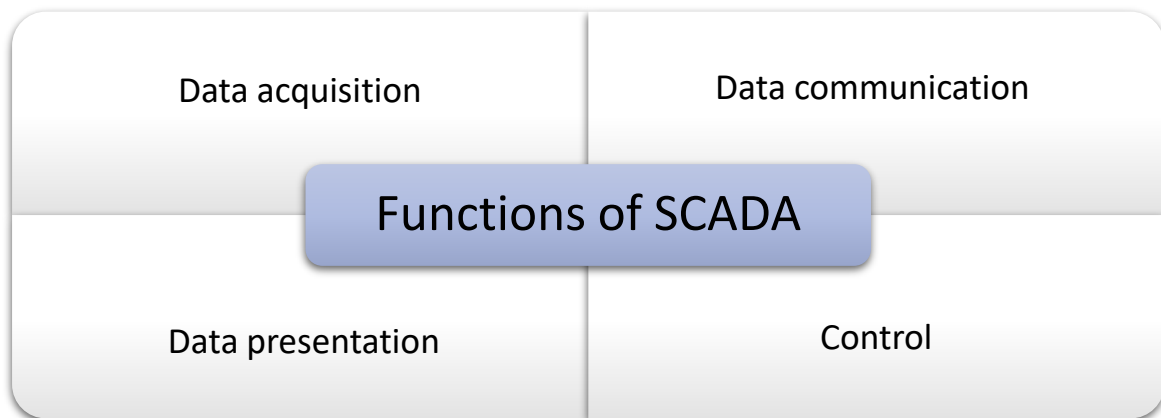 Data acquisition
Data communication
Functions of SCADA
Data presentation
Control